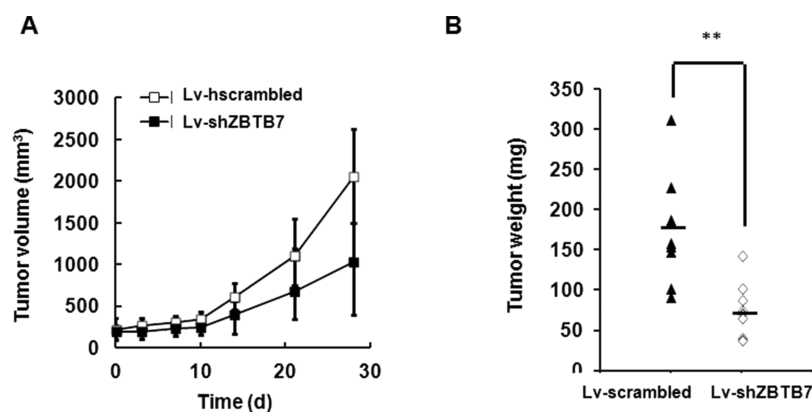 A
3000
2500
2000
1500
1000
500
0
Tumor volume (mm³)
Lv-hscrambled
Lv-shZBTB7
0 10 20 30
Time (d)
B
**
350
300
250
200
150
100
50
0
Tumor weight (mg)
Lv-scrambled Lv-shZBTB7